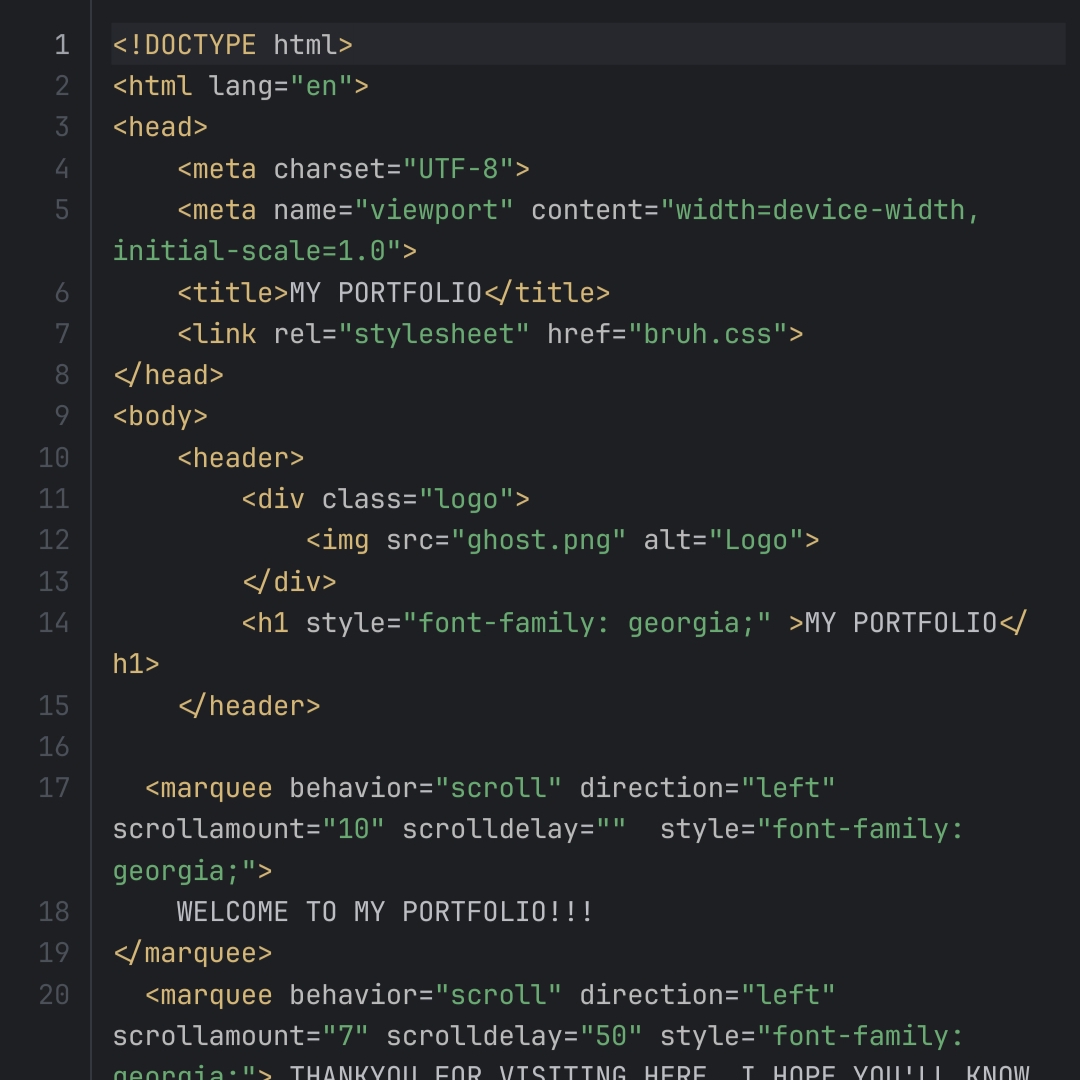 1 <!DOCTYPE html>
2 <html lang="en">
3 <head>
4     <meta charset="UTF-8">
5     <meta name="viewport" content="width=device-width,
initial-scale=1.0">
6     <title>MY PORTFOLIO</title>
7     <link rel="stylesheet" href="bruh.css">
8 </head>
9 <body>
10     <header>
11         <div class="logo">
12             <img src="ghost.png" alt="Logo">
13         </div>
14         <h1 style="font-family: georgia;" >MY PORTFOLIO</
h1>
15     </header>
16
17   <marquee behavior="scroll" direction="left"
scrollamount="10" scrolldelay=""  style="font-family:
georgia;">
18     WELCOME TO MY PORTFOLIO!!!
19 </marquee>
20   <marquee behavior="scroll" direction="left"
scrollamount="7" scrolldelay="50" style="font-family:
georgia;"> THANKYOU FOR VISITING HERE, I HOPE YOU'LL KNOW